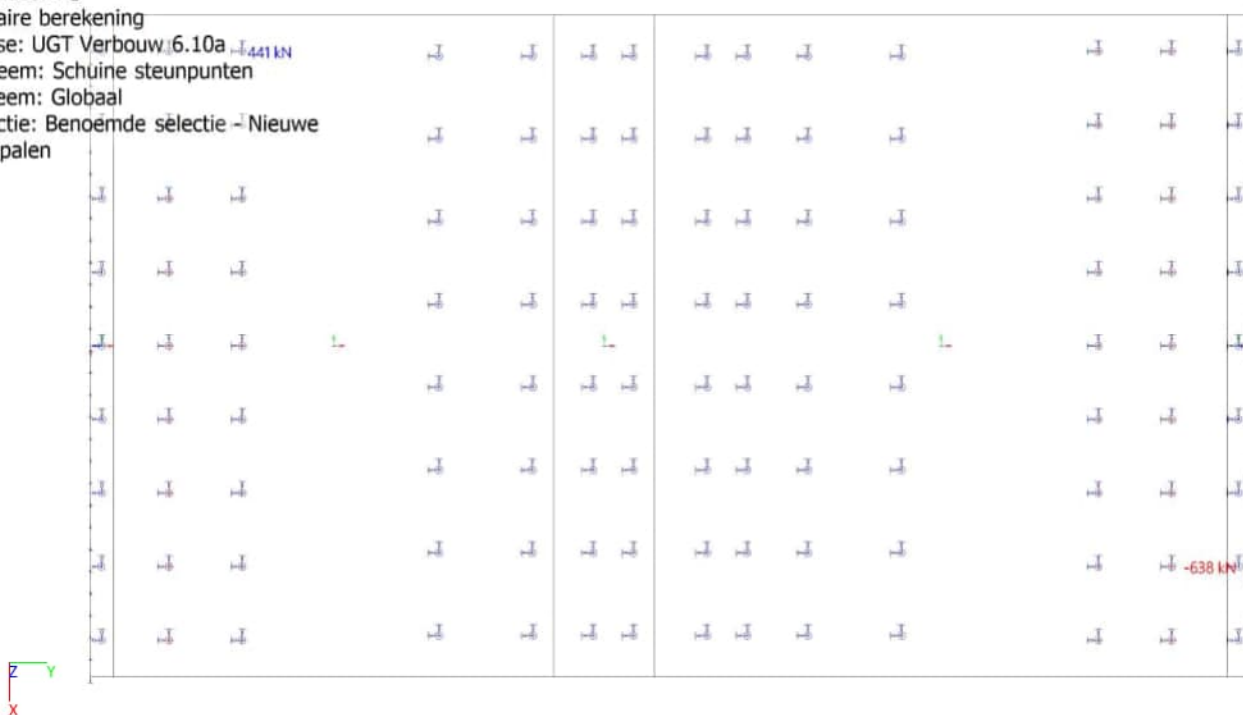 aire berekening
se: UGT Verbouw 6.10a
441 kN
eem: Schuine steunpunten
eem: Globaal
ctie: Benoemde selectie - Nieuwe
palen
-638 kN
Z Y
X